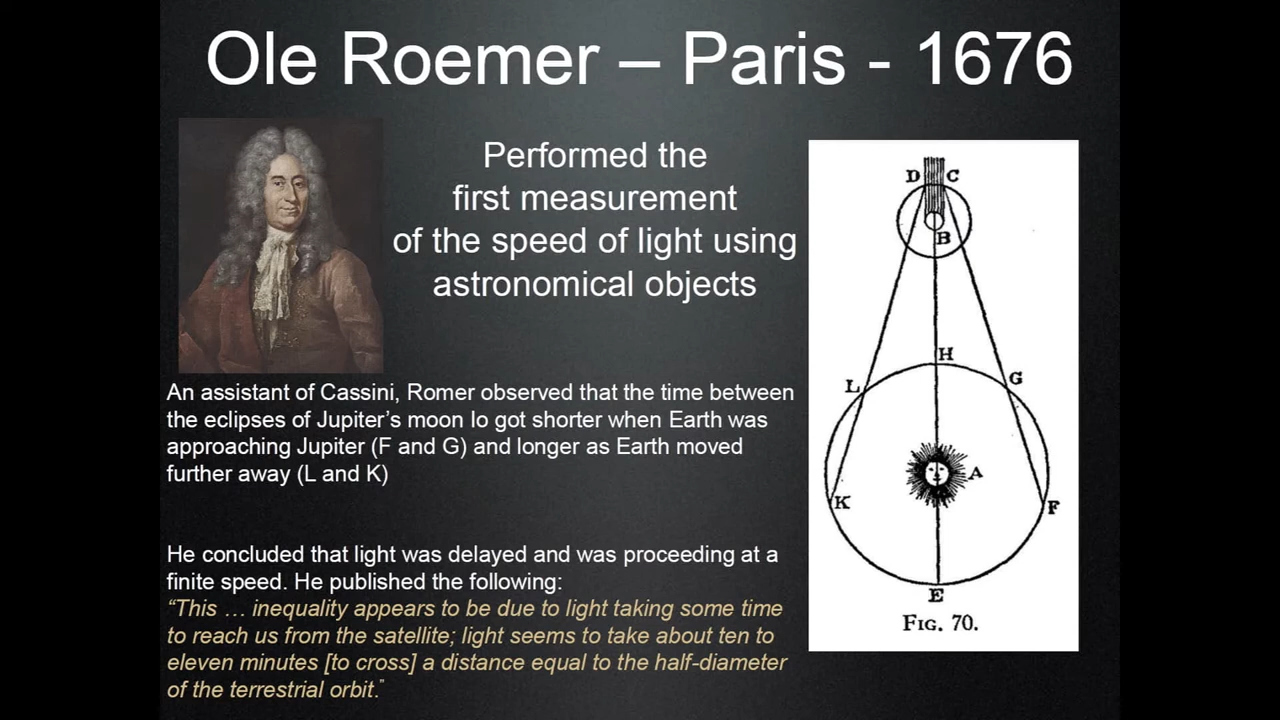 Ole Roemer – Paris - 1676
Performed the
first measurement
of the speed of light using
astronomical objects
An assistant of Cassini, Romer observed that the time between
the eclipses of Jupiter’s moon Io got shorter when Earth was
approaching Jupiter (F and G) and longer as Earth moved
further away (L and K)
He concluded that light was delayed and was proceeding at a
finite speed. He published the following:
“This … inequality appears to be due to light taking some time
to reach us from the satellite; light seems to take about ten to
eleven minutes [to cross] a distance equal to the half-diameter
of the terrestrial orbit.”
D C
B
H
L G
A
K F
E
Fig. 70.